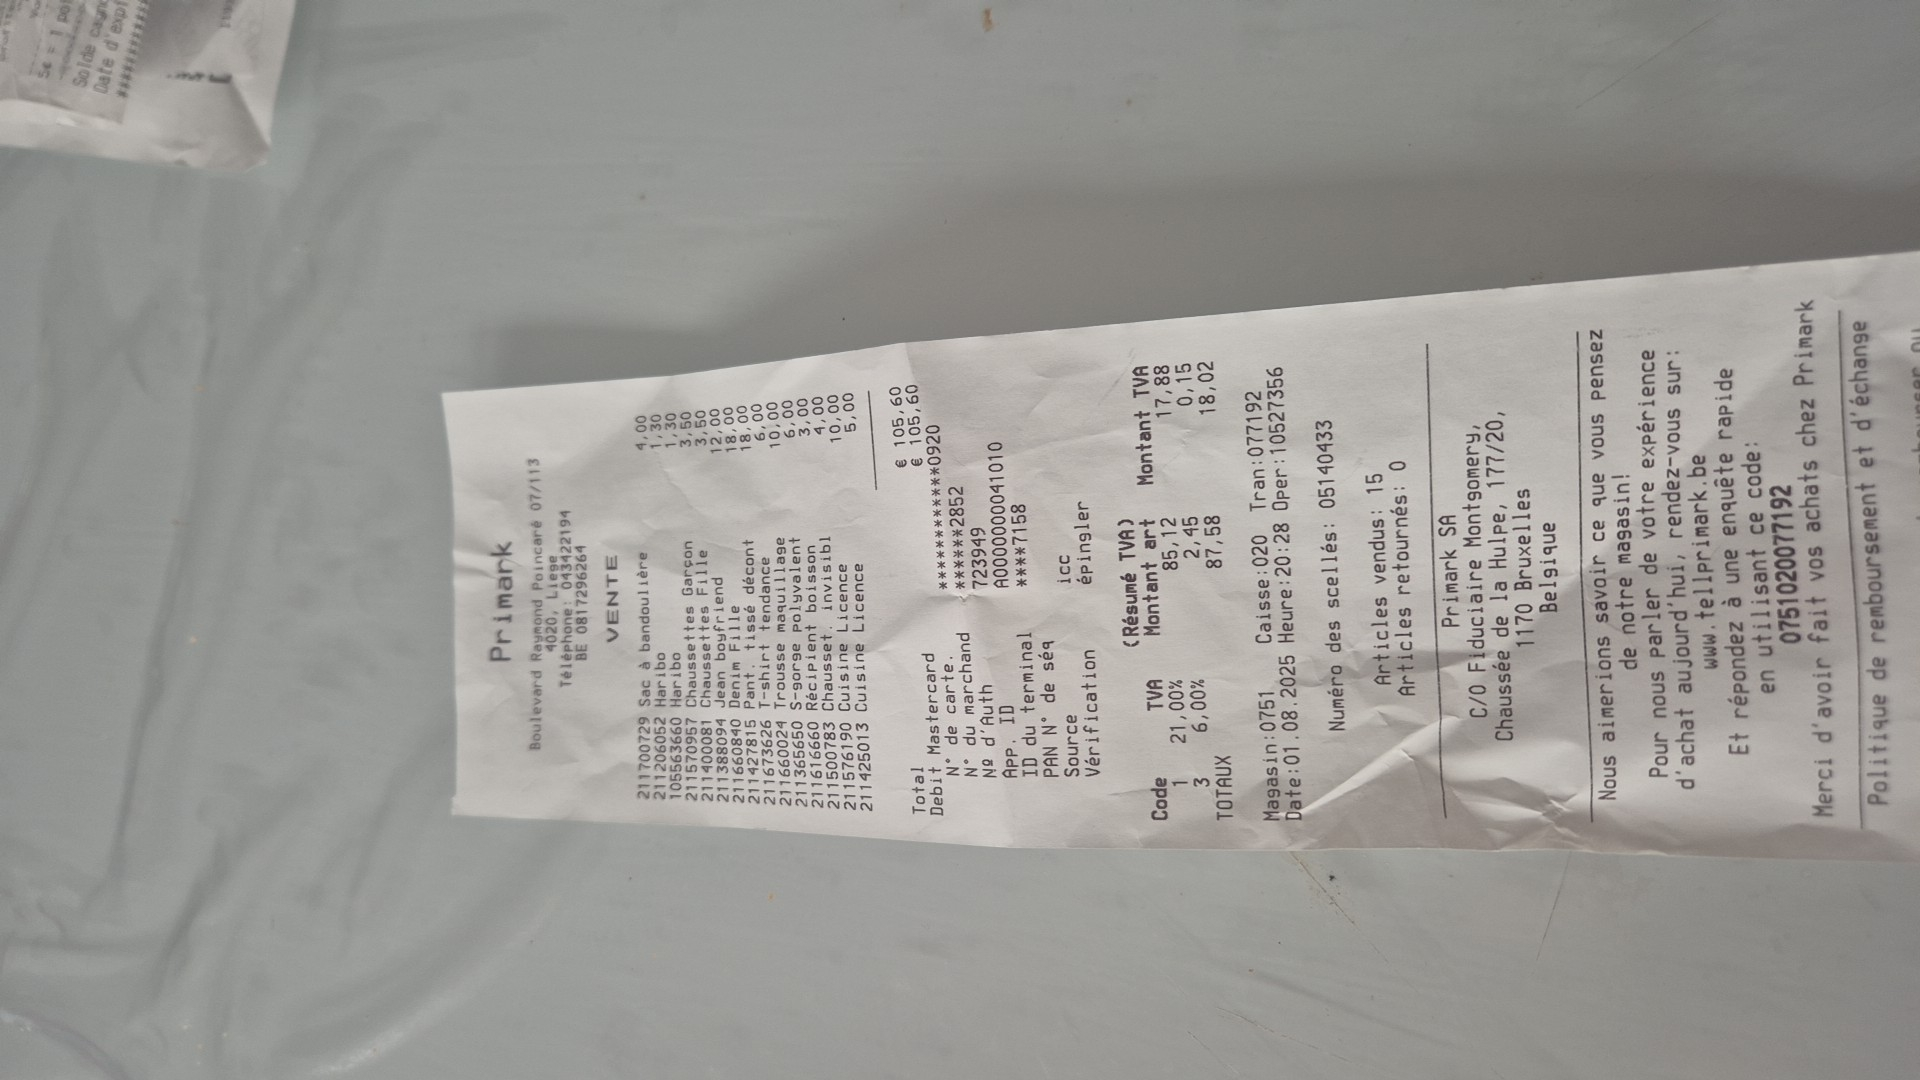 Primark
Boulevard Raymond Poincaré 07/113
4020, Liege
Téléphone: 043422194
BE 0817296264
VENTE
211700729 Sac à bandoulière 4,00
211206052 Haribo 1,30
105563660 Haribo 1,30
211570957 Chaussettes Garçon 3,50
211400081 Chaussettes Fille 3,50
211388094 Jean boyfriend 12,00
211660840 Denim Fille 18,00
211427815 Pant. tissé décont 18,00
211673626 T-shirt tendance 6,00
211660024 Trousse maquillage 10,00
211365650 S-gorge polyvalent 6,00
211616660 Récipient boisson 3,00
211500783 Chausset. invisibl 4,00
211576190 Cuisine Licence 10,00
211425013 Cuisine Licence 5,00
Total € 105,60
Debit Mastercard € 105,60
N° de carte. ***************0920
N° du marchand ******2852
Nº d'Auth 723949
App. ID A0000000041010
ID du terminal ****7158
PAN N° de séq
Source icc
Vérification épingler
(Résumé TVA)
Code TVA Montant art Montant TVA
1 21,00% 85,12 17,88
3 6,00% 2,45 0,15
TOTAUX 87,58 18,02
Magasin:0751 Caisse:020 Tran:077192
Date:01.08.2025 Heure:20:28 Oper:10527356
Numéro des scellés: 05140433
Articles vendus: 15
Articles retournés: 0
Primark SA
C/O Fiduciaire Montgomery,
Chaussée de la Hulpe, 177/20,
1170 Bruxelles
Belgique
Nous aimerions savoir ce que vous pensez
de notre magasin!
Pour nous parler de votre expérience
d'achat aujourd'hui, rendez-vous sur:
www.tellprimark.be
Et répondez à une enquête rapide
en utilisant ce code:
0751020077192
Merci d'avoir fait vos achats chez Primark
Politique de remboursement et d'échange
5€ = 1 poi
Solde cagno
Date d'expi